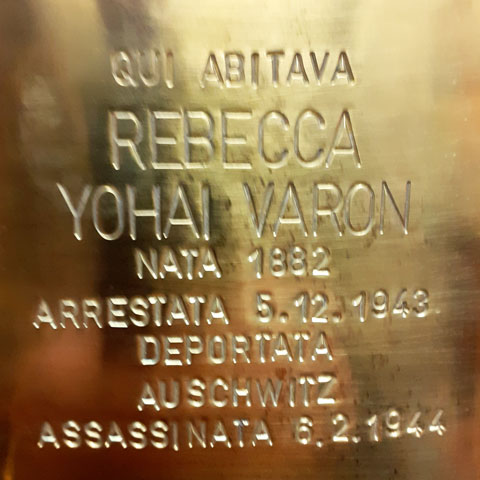 QUI ABITAVA
REBECCA
YOHAI VARON
NATA 1882
ARRESTATA 5.12.1943
DEPORTATA
AUSCHWITZ
ASSASSINATA 6.2.1944